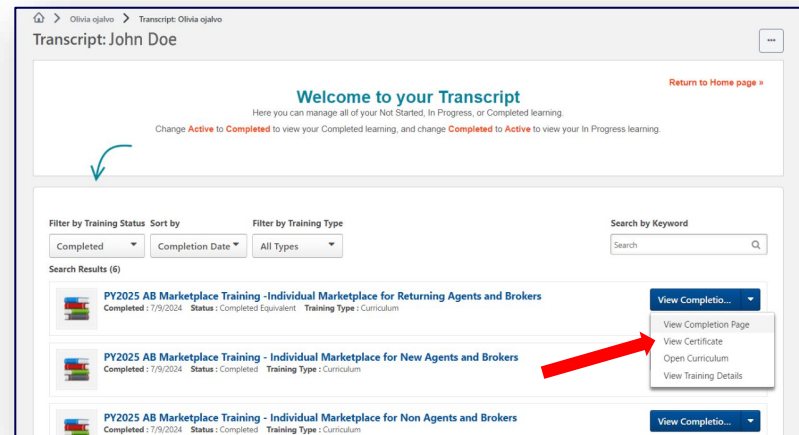 Olivia ojalvo > Transcript: Olivia ojalvo
Transcript: John Doe
...
Return to Home page »
Welcome to your Transcript
Here you can manage all of your Not Started, In Progress, or Completed learning.
Change Active to Completed to view your Completed learning, and change Completed to Active to view your In Progress learning.
Filter by Training Status Sort by Filter by Training Type Search by Keyword
Completed Completion Date All Types Search
Search Results (6)
PY2025 AB Marketplace Training -Individual Marketplace for Returning Agents and Brokers
Completed : 7/9/2024 Status : Completed Equivalent Training Type : Curriculum
View Completio...
View Completion Page
View Certificate
Open Curriculum
View Training Details
PY2025 AB Marketplace Training - Individual Marketplace for New Agents and Brokers
Completed : 7/9/2024 Status : Completed Training Type : Curriculum
PY2025 AB Marketplace Training - Individual Marketplace for Non Agents and Brokers
Completed : 7/9/2024 Status : Completed Training Type : Curriculum
View Completio...